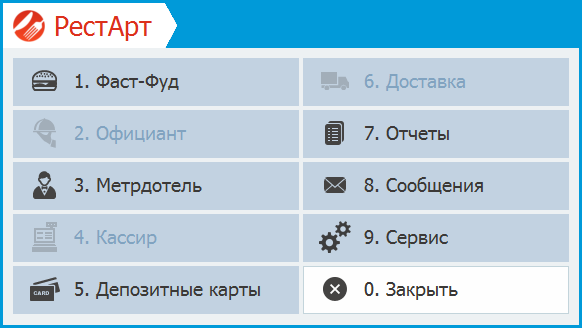 РестАрт
1. Фаст-Фуд
2. Официант
3. Метрдотель
4. Кассир
CARD
5. Депозитные карты
6. Доставка
7. Отчеты
8. Сообщения
9. Сервис
0. Закрыть